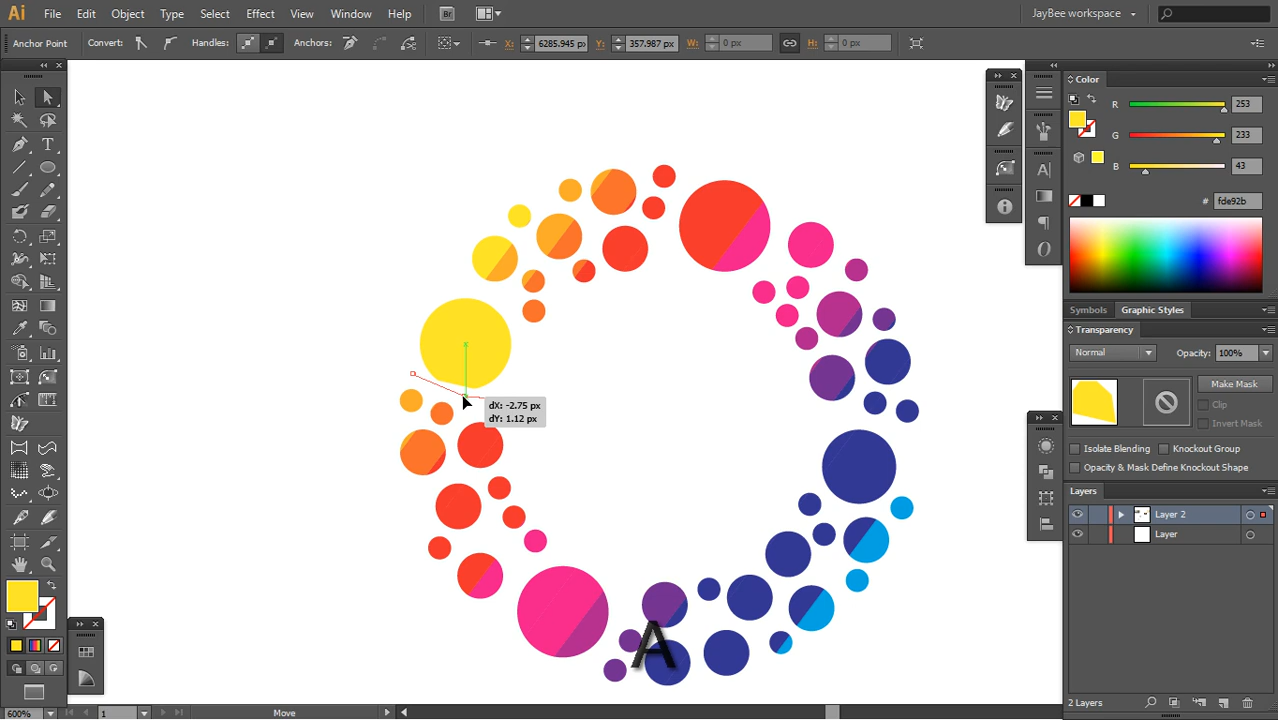 Ai File Edit Object Type Select Effect View Window Help Br JayBee workspace
Anchor Point Convert: Handles: Anchors: X: 6285.945 px Y: 357.987 px W: 0 px H: 0 px
Color
R 253
G 233
B 43
# fde92b
Symbols Graphic Styles
Transparency
Normal Opacity: 100%
Make Mask
Clip
Invert Mask
Isolate Blending Knockout Group
Opacity & Mask Define Knockout Shape
Layers
Layer 2
Layer
2 Layers
dX: -2.75 px
dY: 1.12 px
A
600% 1 Move